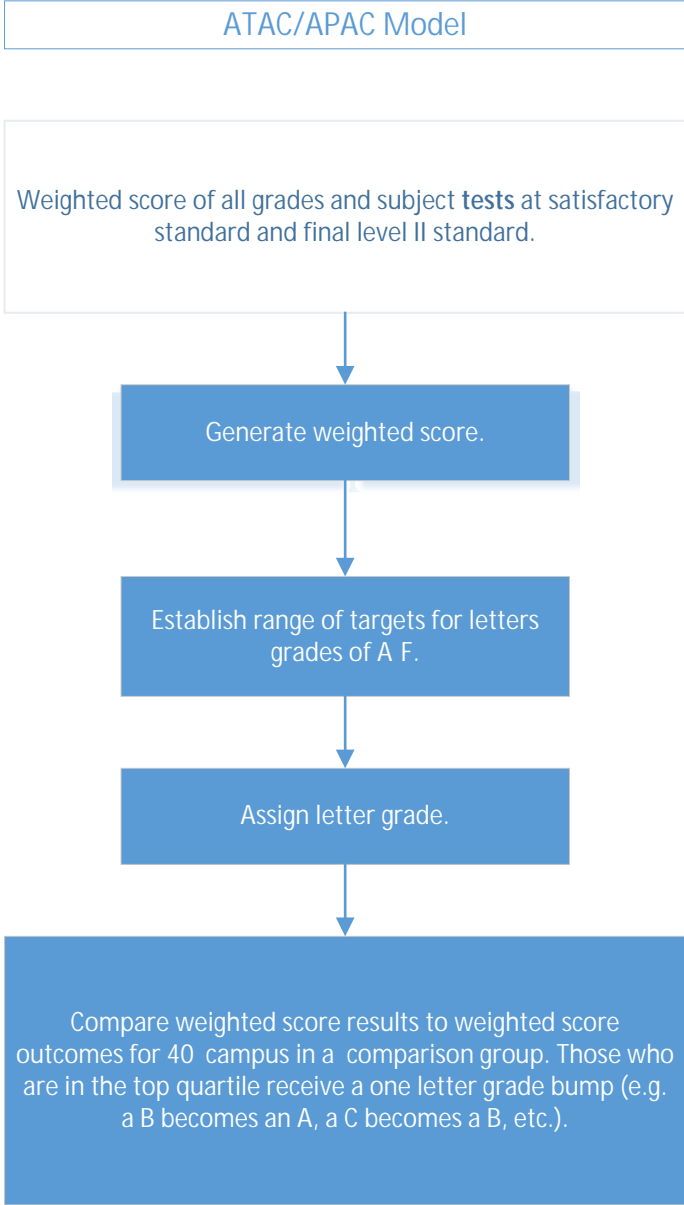 ATAC/APAC Model
Weighted score of all grades and subject tests at satisfactory
standard and final level II standard.
Generate weighted score.
Establish range of targets for letters
grades of A F.
Assign letter grade.
Compare weighted score results to weighted score
outcomes for 40 campus in a comparison group. Those who
are in the top quartile receive a one letter grade bump (e.g.
a B becomes an A, a C becomes a B, etc.).